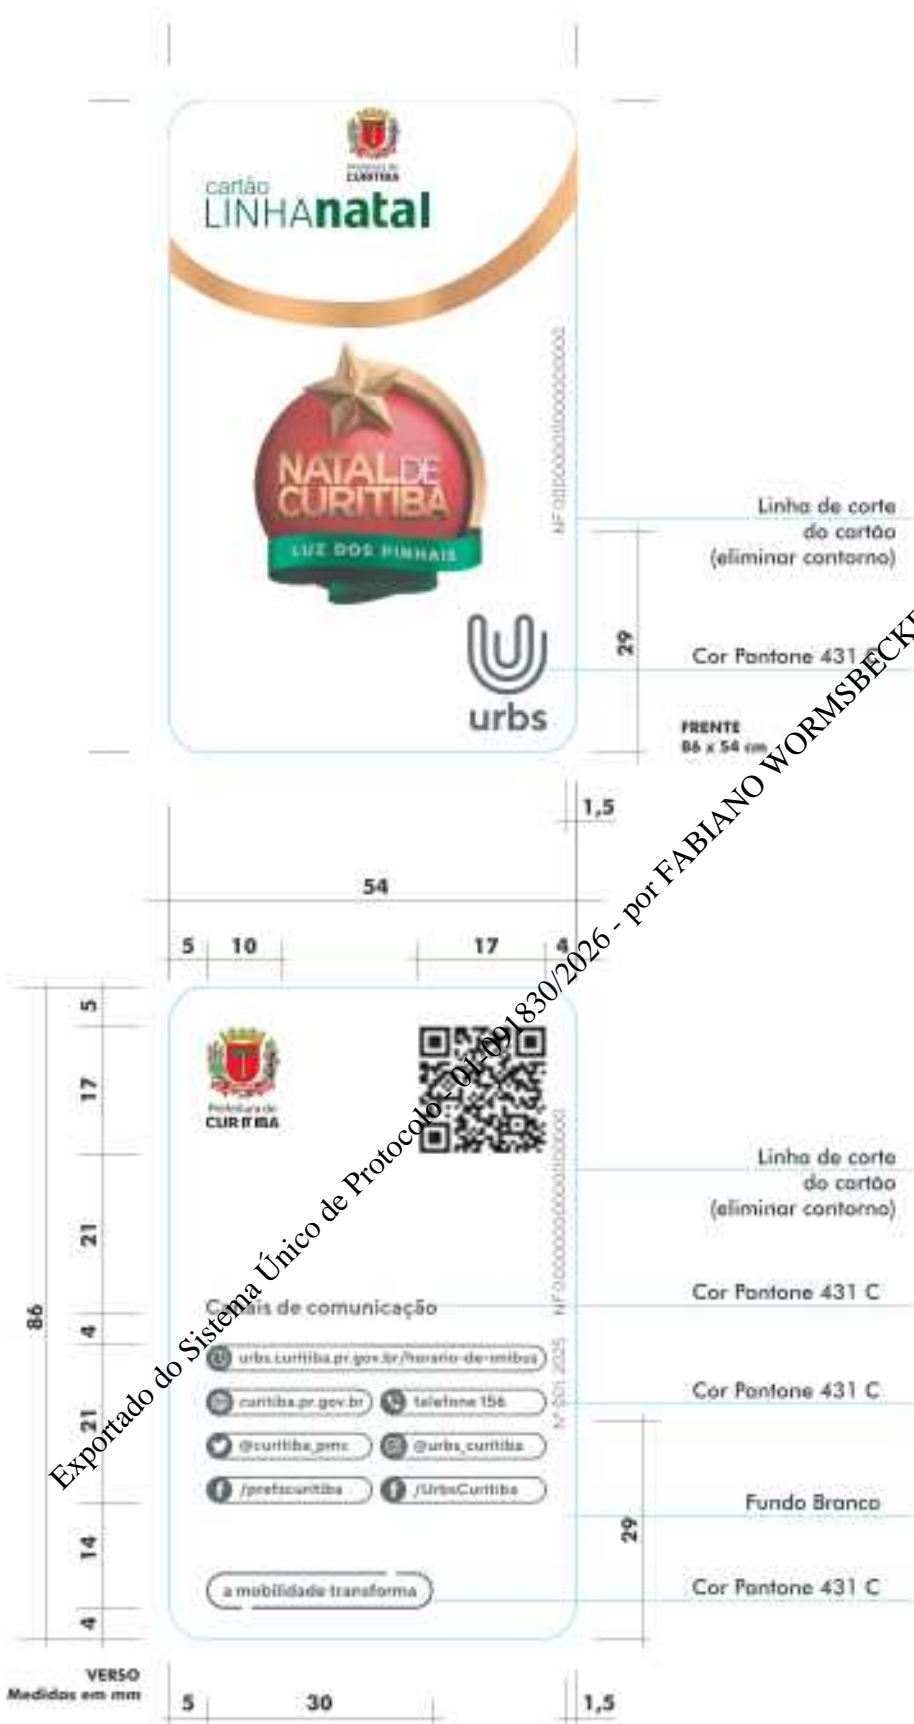 Prefeitura de
CURITIBA
cartão
LINHAnatal
NATAL DE
CURITIBA
LUZ DOS PINHAIS
urbs
Linha de corte
do cartão
(eliminar contorno)
29
Cor Pantone 431 C
FRENTE
86 x 54 cm
1,5
54
5 10 17 4
86
5
17
21
4
21
14
4
Prefeitura de
CURITIBA
Canais de comunicação
urbs.curitiba.pr.gov.br/horario-de-onibus
curitiba.pr.gov.br
telefone 156
@curitiba_pmc
@urbs_curitiba
/prefscuritiba
/UrbsCuritiba
a mobilidade transforma
Nº 001 2025
Linha de corte
do cartão
(eliminar contorno)
Cor Pantone 431 C
Cor Pantone 431 C
Fundo Branco
29
Cor Pantone 431 C
VERSO
Medidas em mm
5 30 1,5
Exportado do Sistema Único de Protocolo - 01-091830/2026 - por FABIANO WORMSBECKE